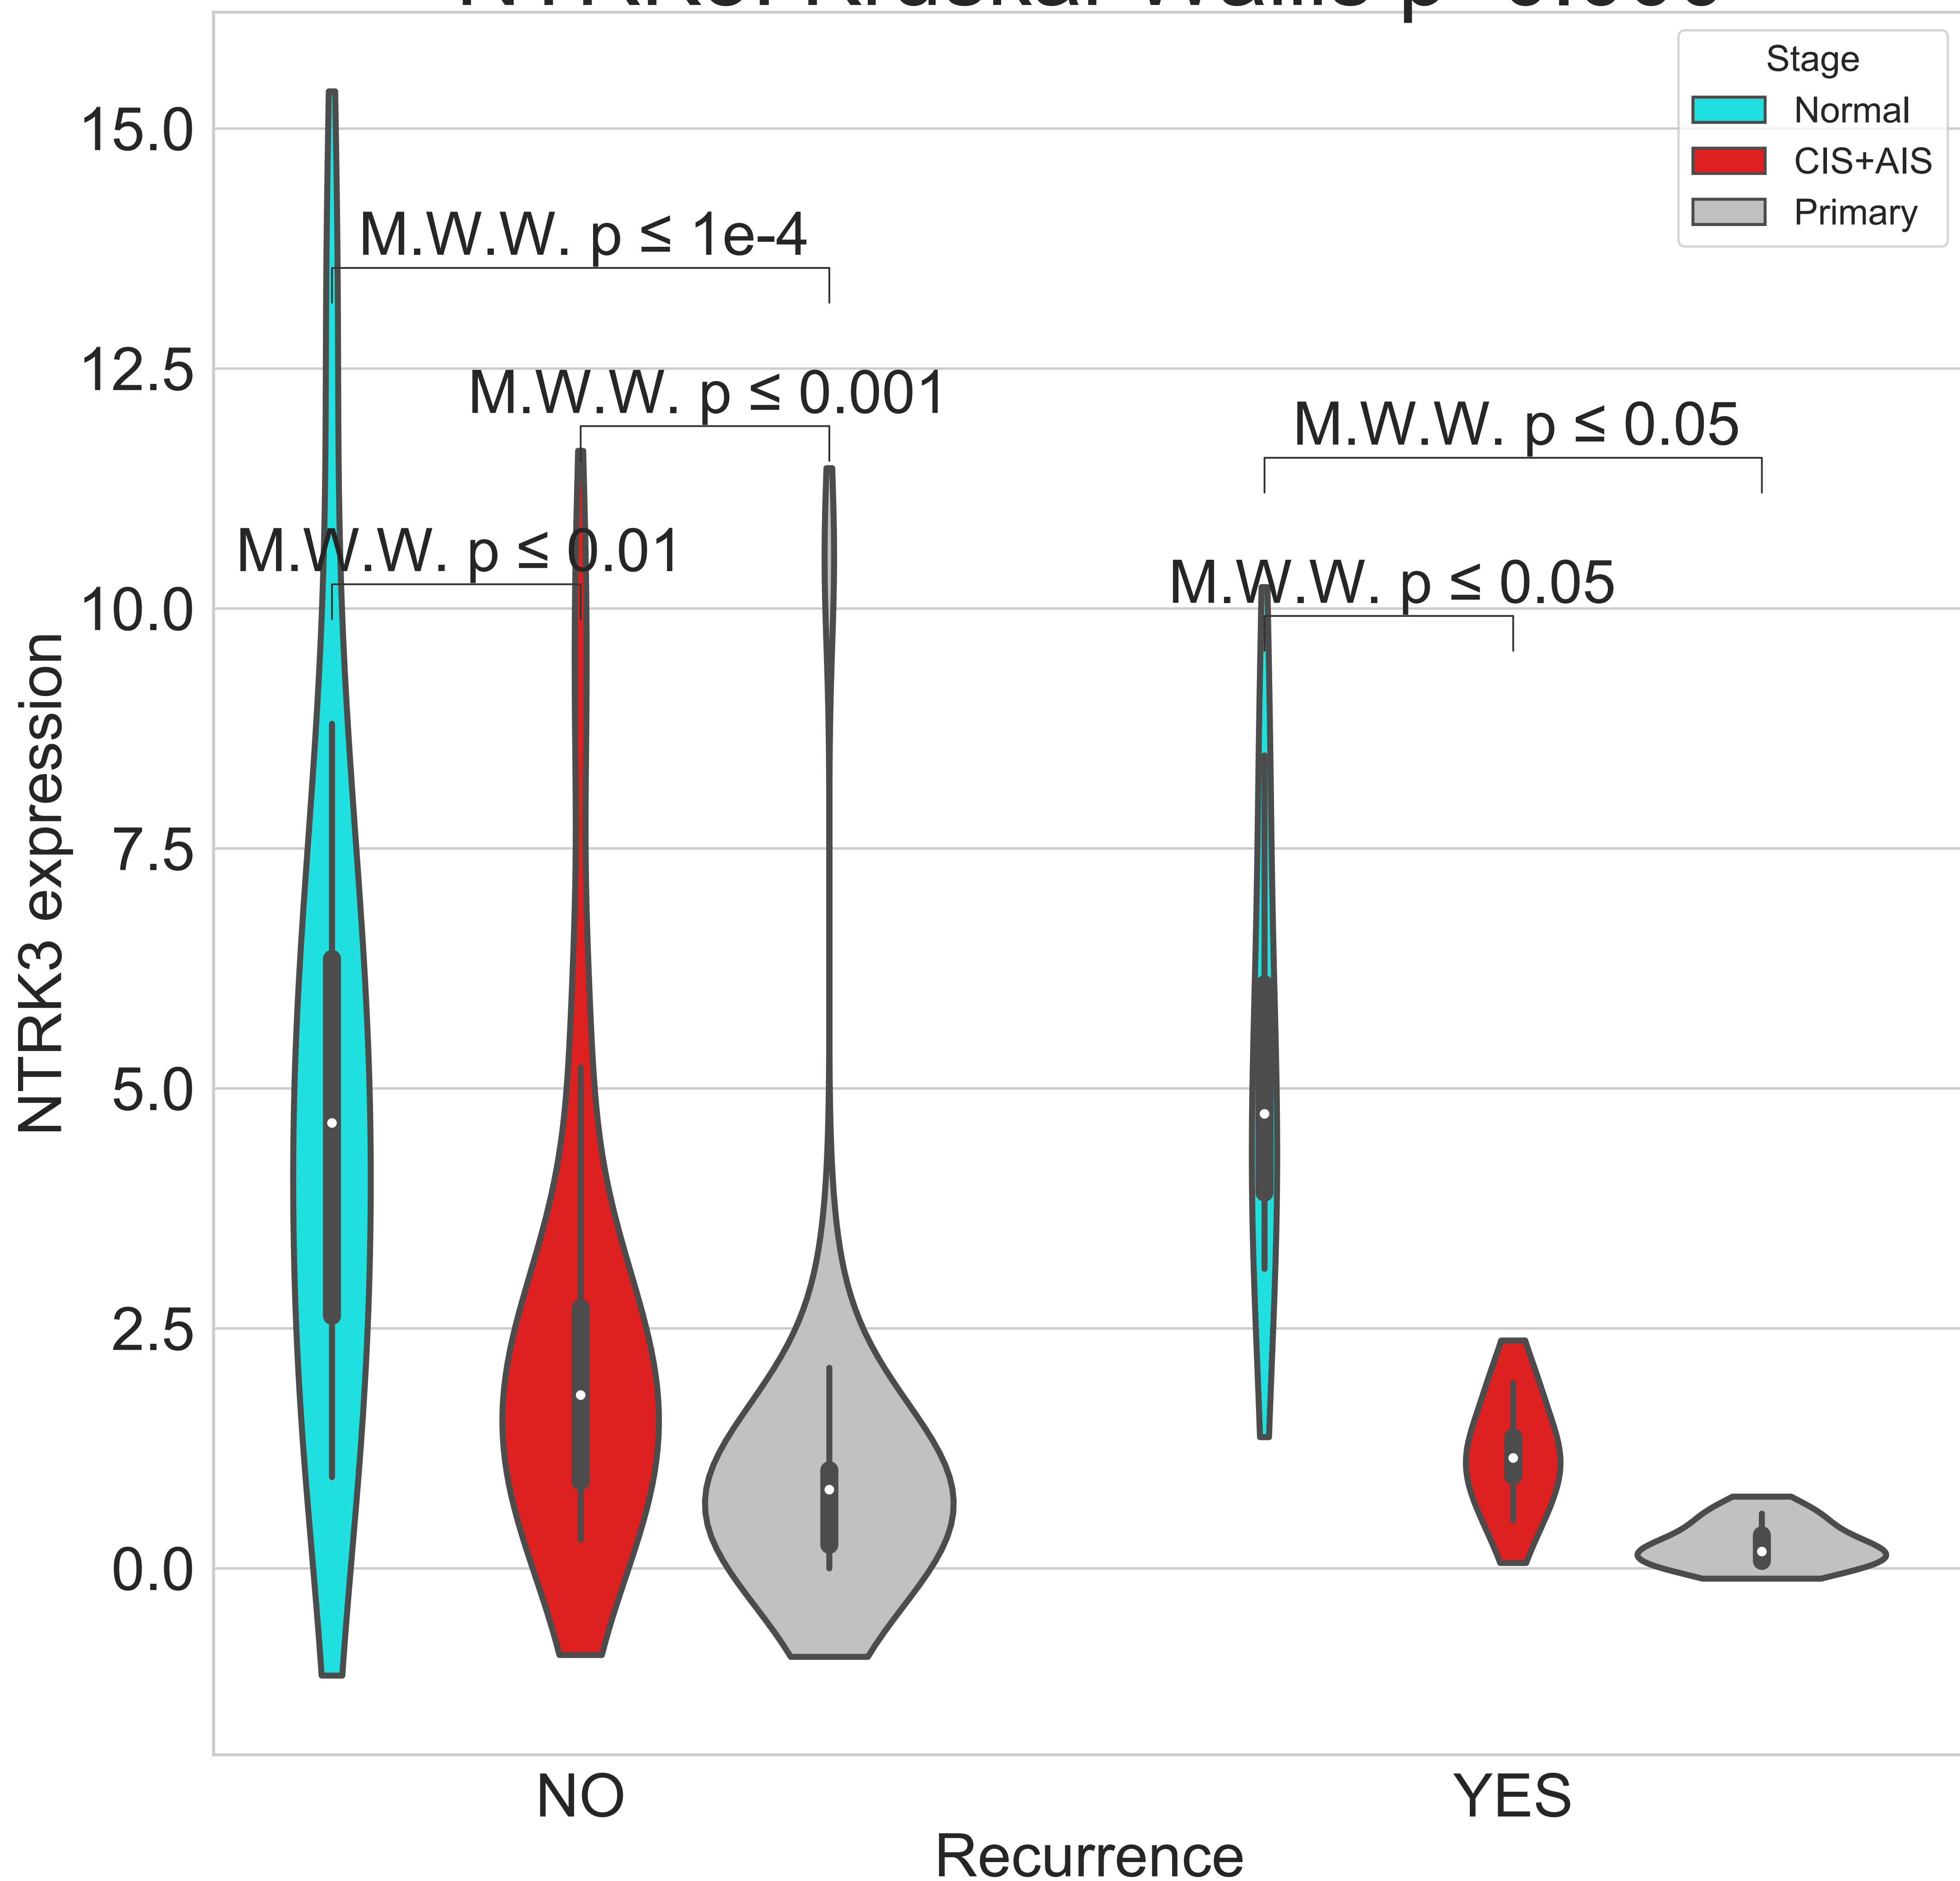 Stage
Normal
CIS+AIS
Primary
15.0
12.5
10.0
7.5
5.0
2.5
0.0
NTRK3 expression
M.W.W. p ≤ 1e-4
M.W.W. p ≤ 0.001
M.W.W. p ≤ 0.01
M.W.W. p ≤ 0.05
M.W.W. p ≤ 0.05
NO
YES
Recurrence